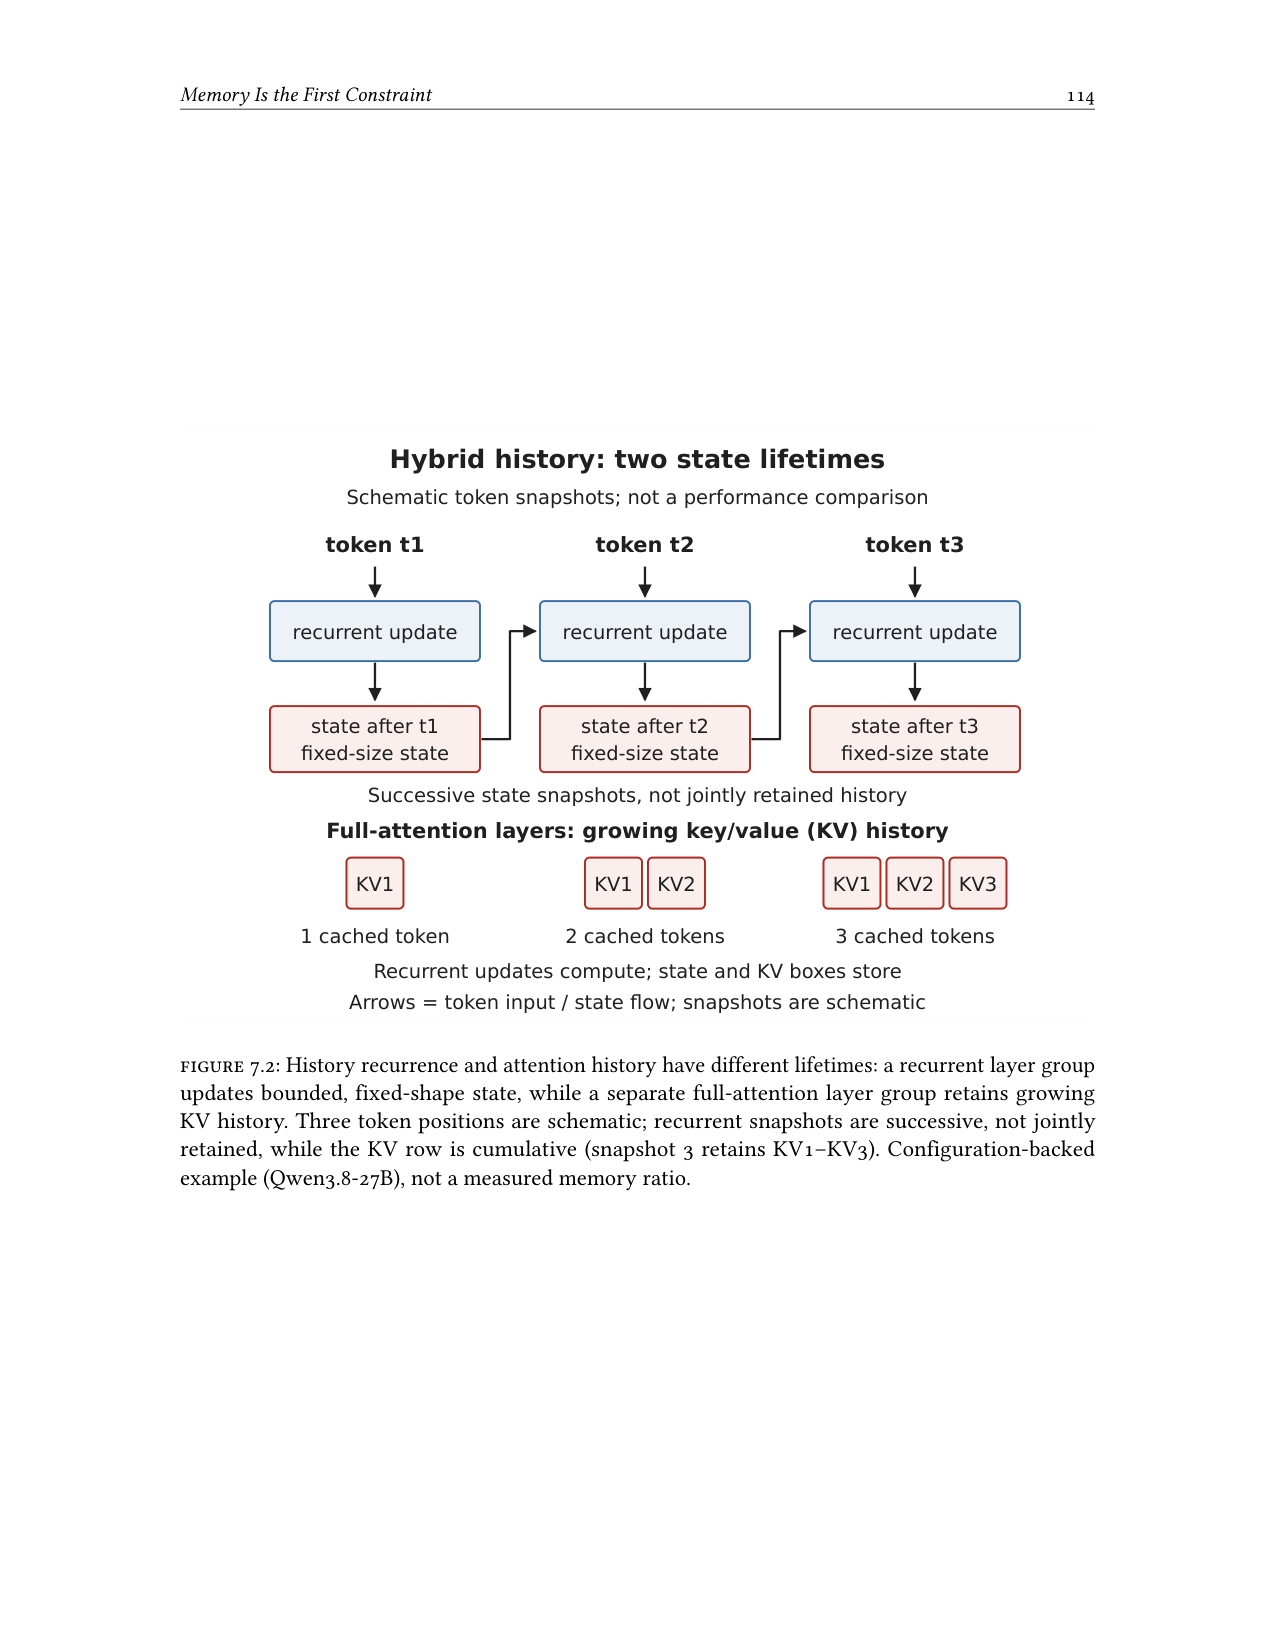 Memory Is the First Constraint 114
Hybrid history: two state lifetimes
Schematic token snapshots; not a performance comparison
token t1 token t2 token t3
recurrent update recurrent update recurrent update
state after t1 state after t2 state after t3
fixed-size state fixed-size state fixed-size state
Successive state snapshots, not jointly retained history
Full-attention layers: growing key/value (KV) history
KV1 KV1 KV2 KV1 KV2 KV3
1 cached token 2 cached tokens 3 cached tokens
Recurrent updates compute; state and KV boxes store
Arrows = token input / state flow; snapshots are schematic
FIGURE 7.2: History recurrence and attention history have different lifetimes: a recurrent layer group
updates bounded, fixed-shape state, while a separate full-attention layer group retains growing
KV history. Three token positions are schematic; recurrent snapshots are successive, not jointly
retained, while the KV row is cumulative (snapshot 3 retains KV1–KV3). Configuration-backed
example (Qwen3.8-27B), not a measured memory ratio.